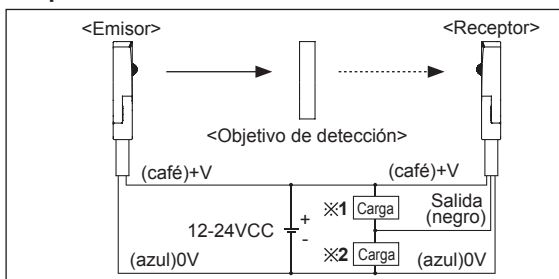 <Emisor>
<Receptor>
<Objetivo de detección>
(café)+V
(café)+V
※1 Carga
Salida
(negro)
12-24VCC
+
-
※2 Carga
(azul)0V
(azul)0V